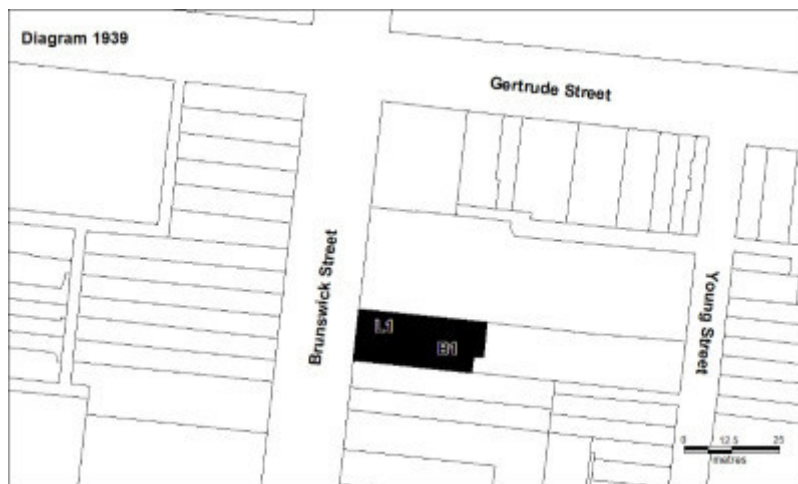 Diagram 1939
Gertrude Street
Brunswick Street
Young Street
L1
B1
0 12.5 25
metres